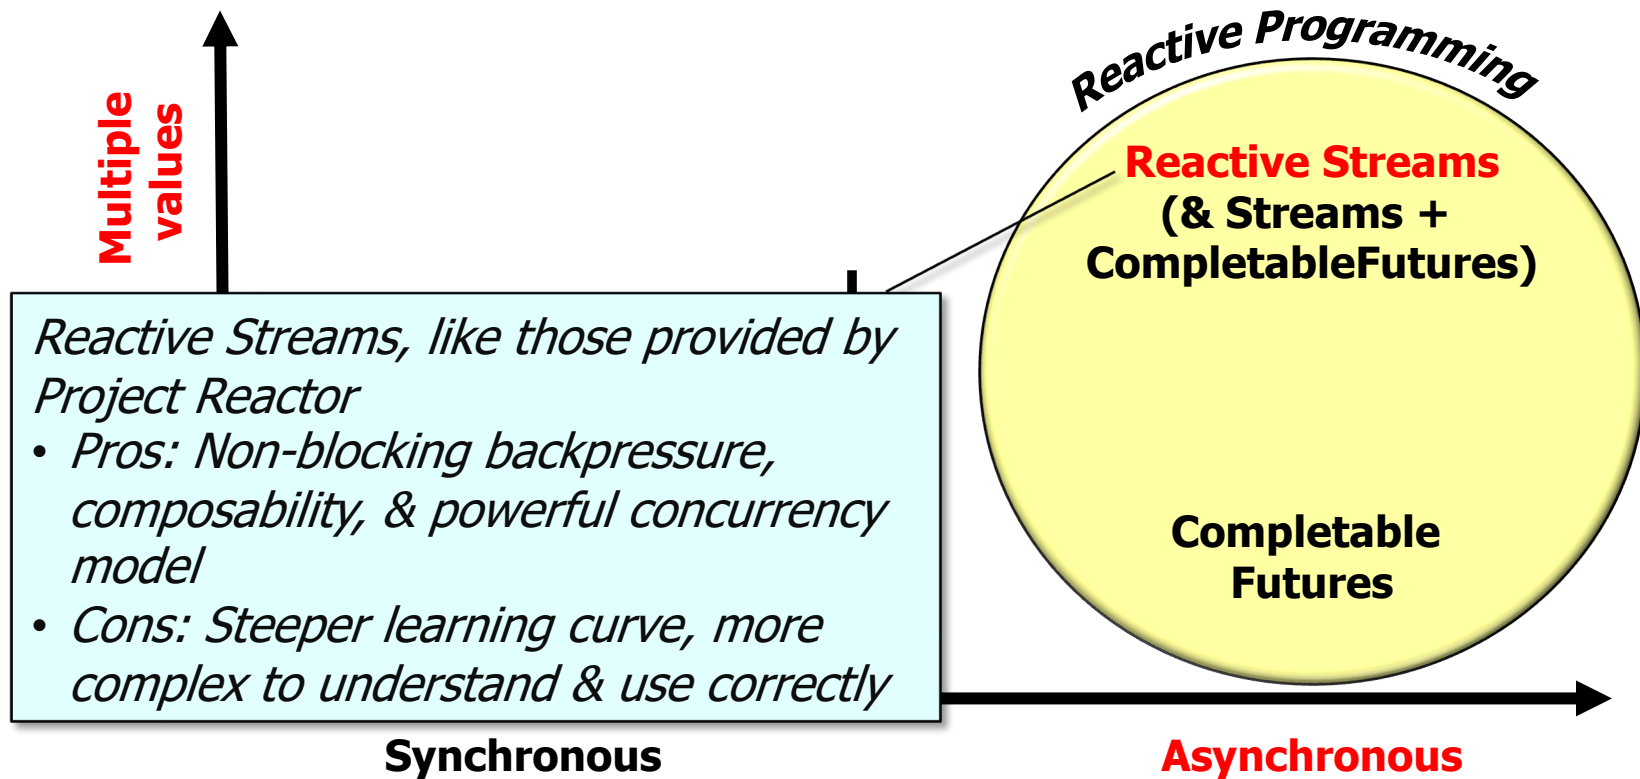 Reactive Programming
Multiple
values
Reactive Streams
(& Streams +
CompletableFutures)
Reactive Streams, like those provided by
Project Reactor
• Pros: Non-blocking backpressure,
composability, & powerful concurrency
model
• Cons: Steeper learning curve, more
complex to understand & use correctly
Completable
Futures
Synchronous
Asynchronous